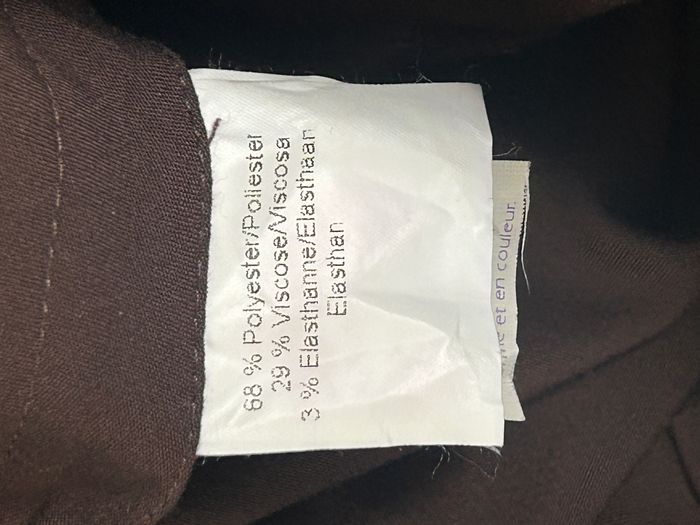 68 % Polyester/Poliester
29 % Viscose/Viscosa
3 % Elasthanne/Elasthaan
Elasthan
et en couleur.